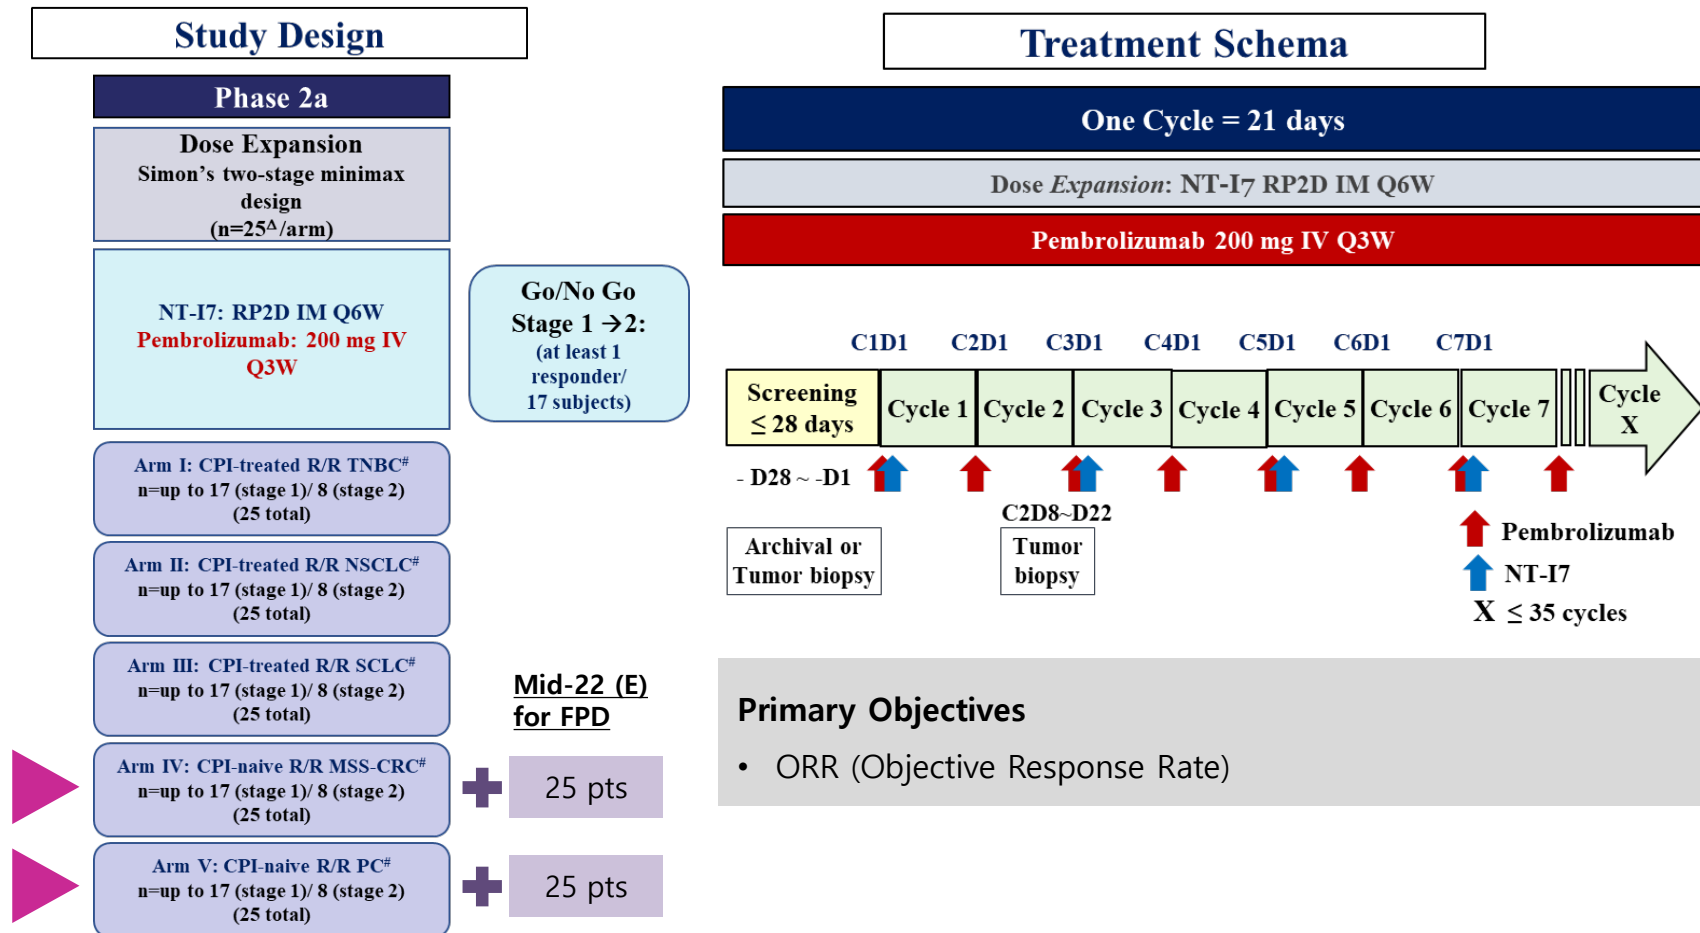 Study Design
Phase 2a
Dose Expansion
Simon's two-stage minimax
design
(n=25Δ/arm)
NT-I7: RP2D IM Q6W
Pembrolizumab: 200 mg IV
Q3W
Go/No Go
Stage 1 →2:
(at least 1
responder/
17 subjects)
Arm I: CPI-treated R/R TNBC#
n=up to 17 (stage 1)/ 8 (stage 2)
(25 total)
Arm II: CPI-treated R/R NSCLC#
n=up to 17 (stage 1)/ 8 (stage 2)
(25 total)
Arm III: CPI-treated R/R SCLC#
n=up to 17 (stage 1)/ 8 (stage 2)
(25 total)
Mid-22 (E)
for FPD
Arm IV: CPI-naive R/R MSS-CRC#
n=up to 17 (stage 1)/ 8 (stage 2)
(25 total)
25 pts
Arm V: CPI-naive R/R PC#
n=up to 17 (stage 1)/ 8 (stage 2)
(25 total)
25 pts
Treatment Schema
One Cycle = 21 days
Dose Expansion: NT-I7 RP2D IM Q6W
Pembrolizumab 200 mg IV Q3W
C1D1 C2D1 C3D1 C4D1 C5D1 C6D1 C7D1
Screening
≤ 28 days
Cycle 1 Cycle 2 Cycle 3 Cycle 4 Cycle 5 Cycle 6 Cycle 7
Cycle
X
- D28 ~ -D1
C2D8~D22
Archival or
Tumor biopsy
Tumor
biopsy
Pembrolizumab
NT-I7
X ≤ 35 cycles
Primary Objectives
• ORR (Objective Response Rate)